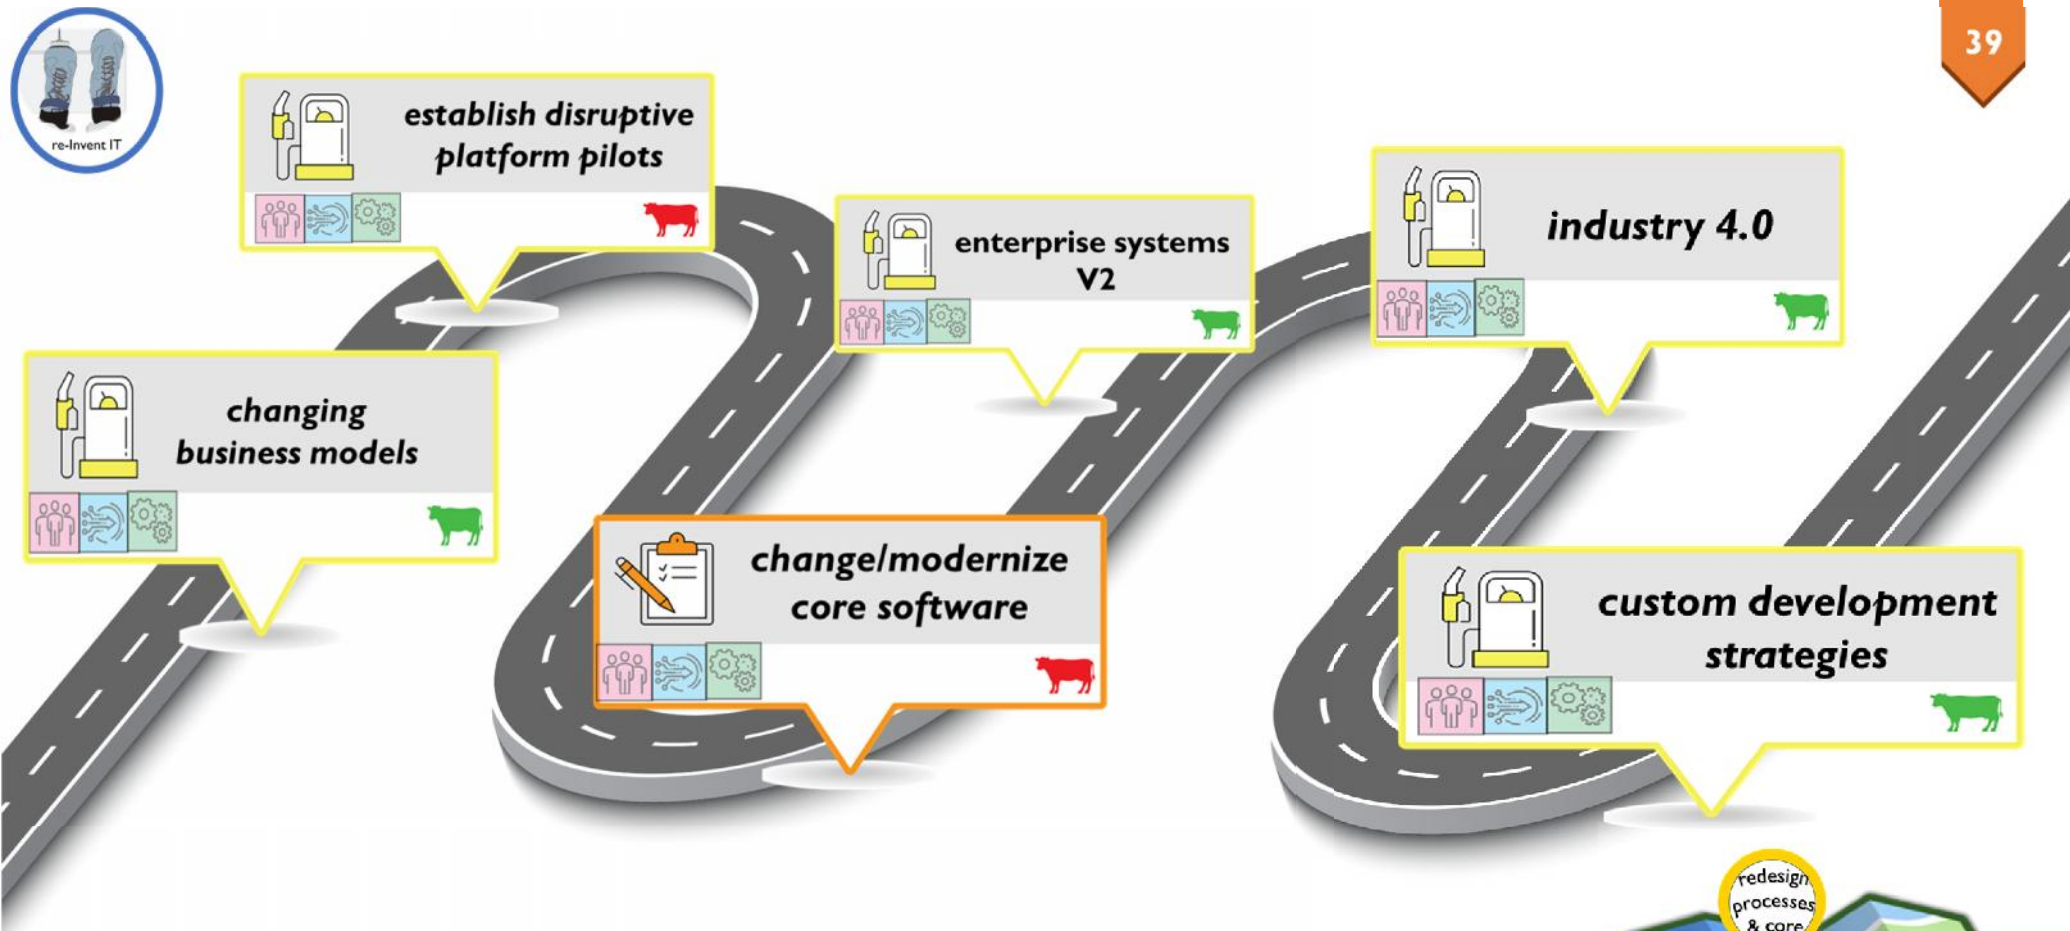 39
re-Invent IT
establish disruptive
platform pilots
enterprise systems
V2
industry 4.0
changing
business models
change/modernize
core software
custom development
strategies
redesign
processes
& core